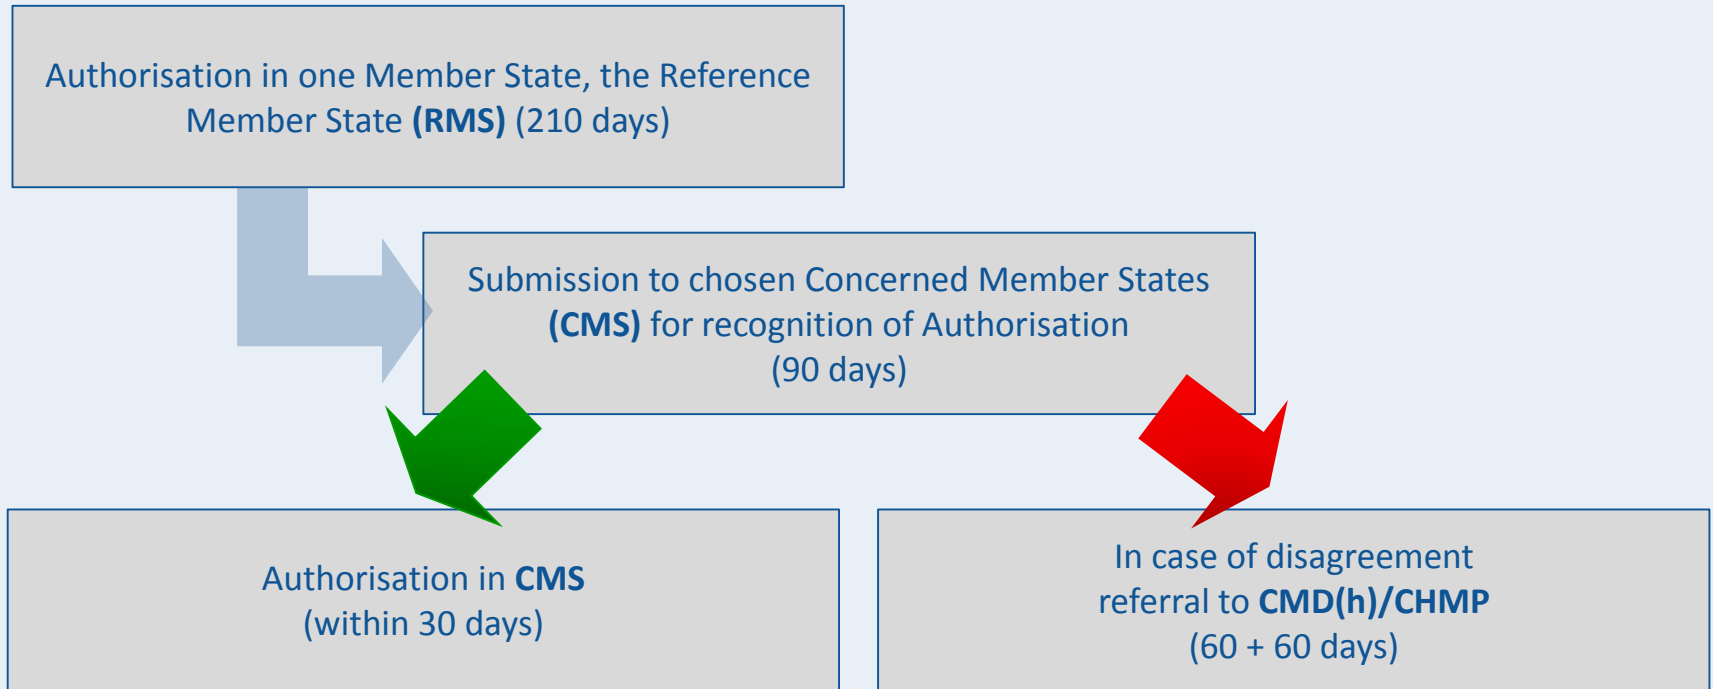 Authorisation in one Member State, the Reference
Member State (RMS) (210 days)
Submission to chosen Concerned Member States
(CMS) for recognition of Authorisation
(90 days)
Authorisation in CMS
(within 30 days)
In case of disagreement
referral to CMD(h)/CHMP
(60 + 60 days)